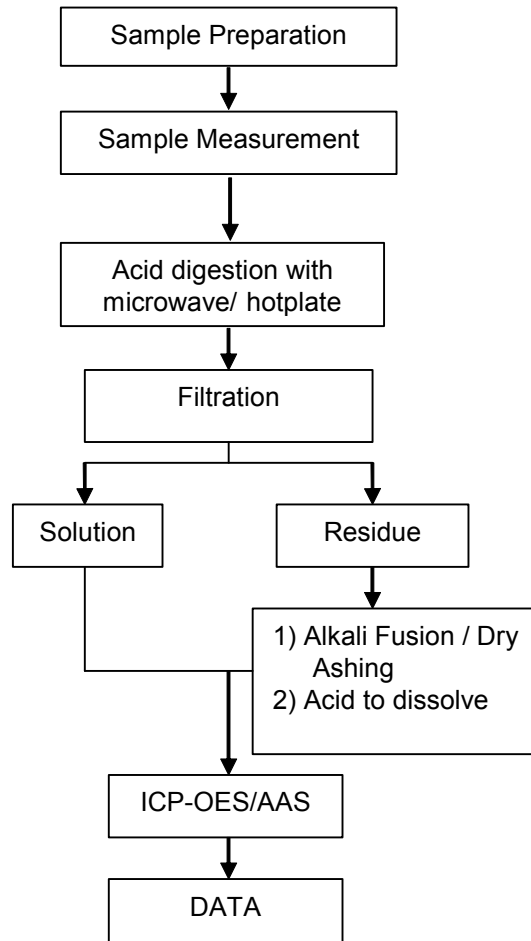 Sample Preparation
Sample Measurement
Acid digestion with
microwave/ hotplate
Filtration
Solution
Residue
1) Alkali Fusion / Dry
Ashing
2) Acid to dissolve
ICP-OES/AAS
DATA